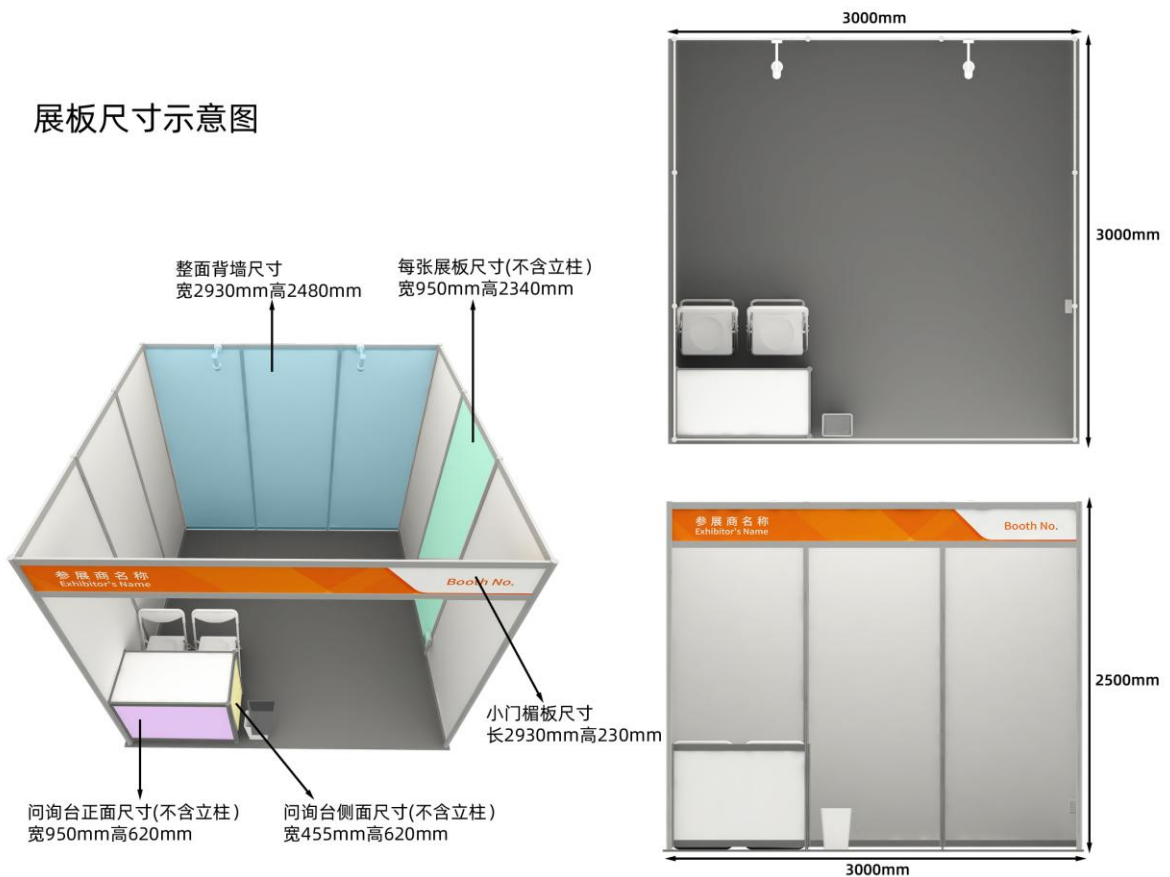 展板尺寸示意图
3000mm
3000mm
整面背墙尺寸
宽2930mm高2480mm
每张展板尺寸(不含立柱)
宽950mm高2340mm
参展商名称
Exhibitor's Name
Booth No.
小门楣板尺寸
长2930mm高230mm
问询台正面尺寸(不含立柱)
宽950mm高620mm
问询台侧面尺寸(不含立柱)
宽455mm高620mm
参展商名称
Exhibitor's Name
Booth No.
2500mm
3000mm